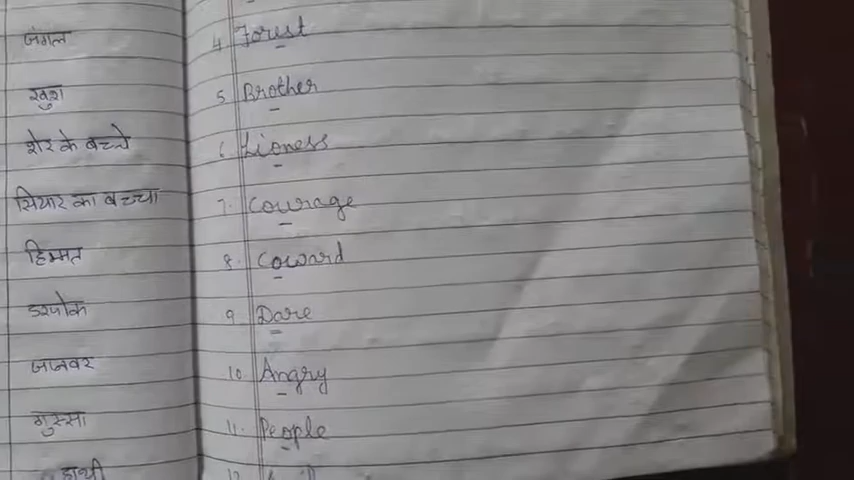 जंगल
खुश
शेर के बच्चे
सियार का बच्चा
हिम्मत
डरपोक
जानवर
गुस्सा
हाथी
4 Forest
5 Brother
6. Lioness
7. Courage
8. Coward
9. Dare
10 Angry
11. People
12